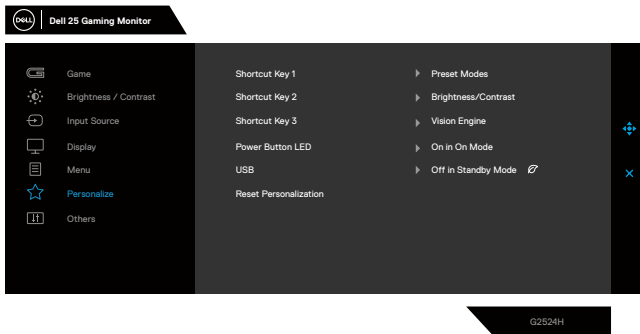 DELL Dell 25 Gaming Monitor
Game
Brightness / Contrast
Input Source
Display
Menu
Personalize
Others
Shortcut Key 1 Preset Modes
Shortcut Key 2 Brightness/Contrast
Shortcut Key 3 Vision Engine
Power Button LED On in On Mode
USB Off in Standby Mode
Reset Personalization
G2524H